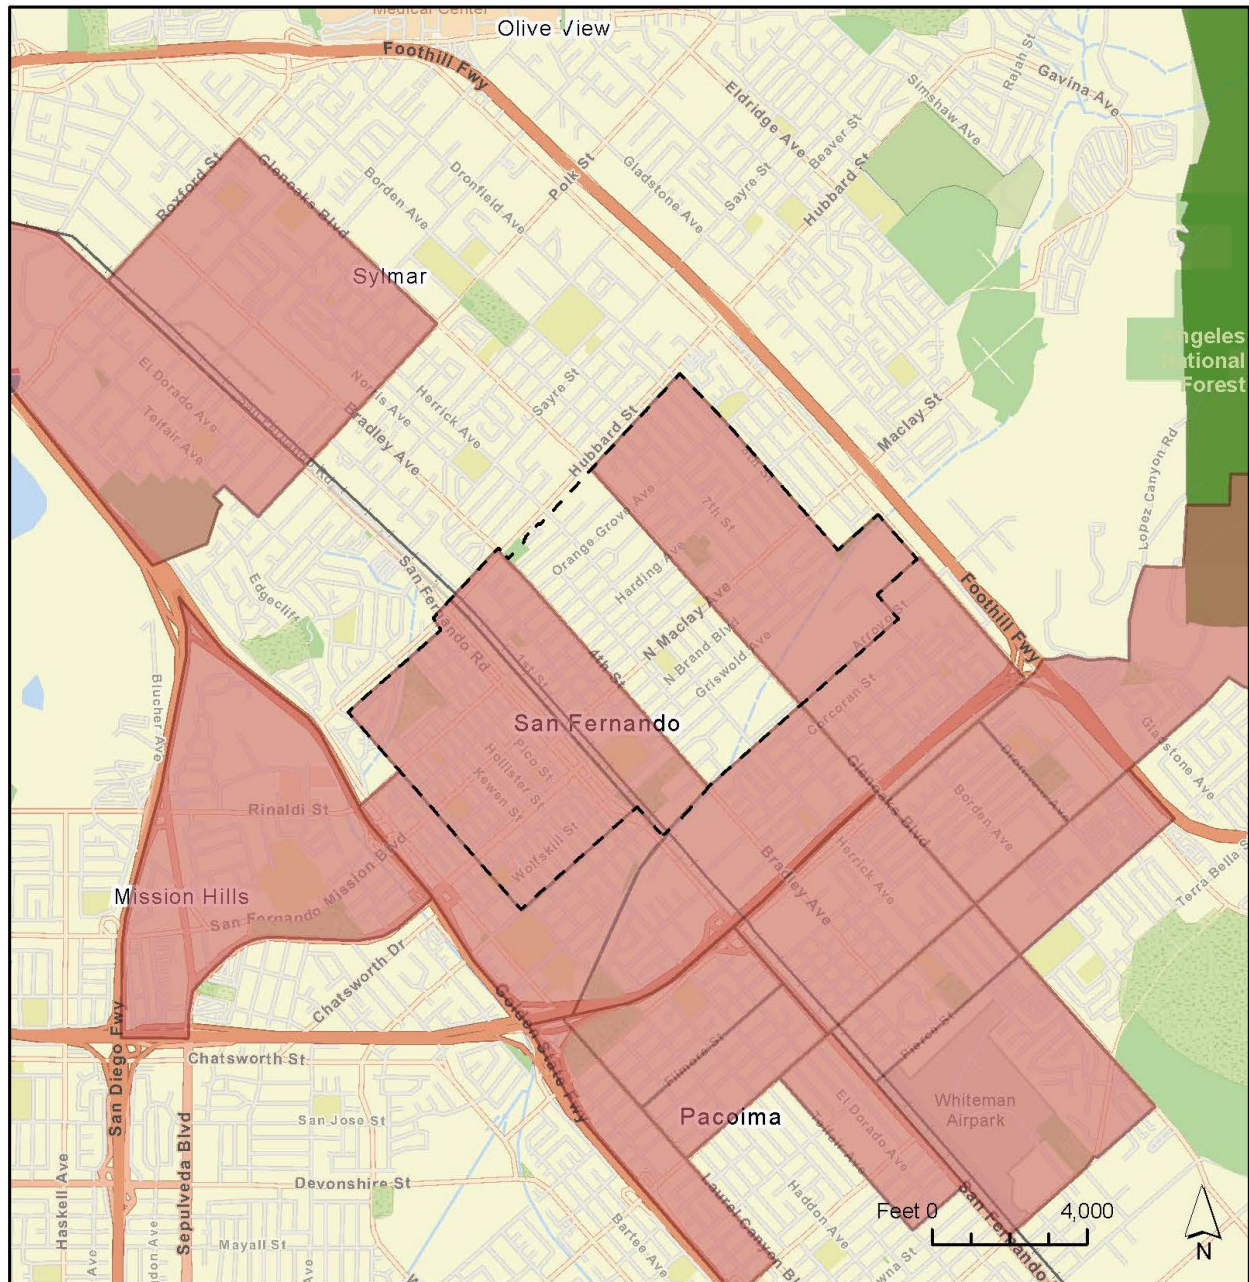 Medical Center
Olive View
Foothill Fwy
Rajah St
Gavina Ave
Simshaw Ave
Eldridge Ave
Beaver St
Hubbard St
Sayre St
Gladstone Ave
Polk St
Dronfield Ave
Borden Ave
Glenoaks Blvd
Roxford St
Sylmar
Angeles
National
Forest
El Dorado Ave
Telfair Ave
San Fernando Rd
Norris Ave
Bradley Ave
Herrick Ave
Sayre St
Hubbard St
Maclay St
Lopez Canyon Rd
7th St
Orange Grove Ave
Harding Ave
N Maclay Ave
N Brand Blvd
Griswold Ave
Arroyo St
Foothill Fwy
Edgecliff
San Fernando Rd
1st St
4th St
San Fernando
Corcoran St
Blucher Ave
Pico St
Hollister St
Kewen St
Wolfskill St
Glenoaks Blvd
Gladstone Ave
Dronfield Ave
Borden Ave
Rinaldi St
Bradley Ave
Herrick Ave
Terra Bella S
Mission Hills
San Fernando Mission Blvd
Chatsworth Dr
Golden State Fwy
San Diego Fwy
Chatsworth St
Filmore St
Pierce St
Whiteman
Airpark
Pacoima
El Dorado Ave
Telfair Ave
San Jose St
Sepulveda Blvd
Devonshire St
Haskell Ave
Laurel Canyon Bl
Haddon Ave
Bartee Ave
San Fernando
Feet 0
4,000
N
Mayall St
Ave
don Ave
wna St